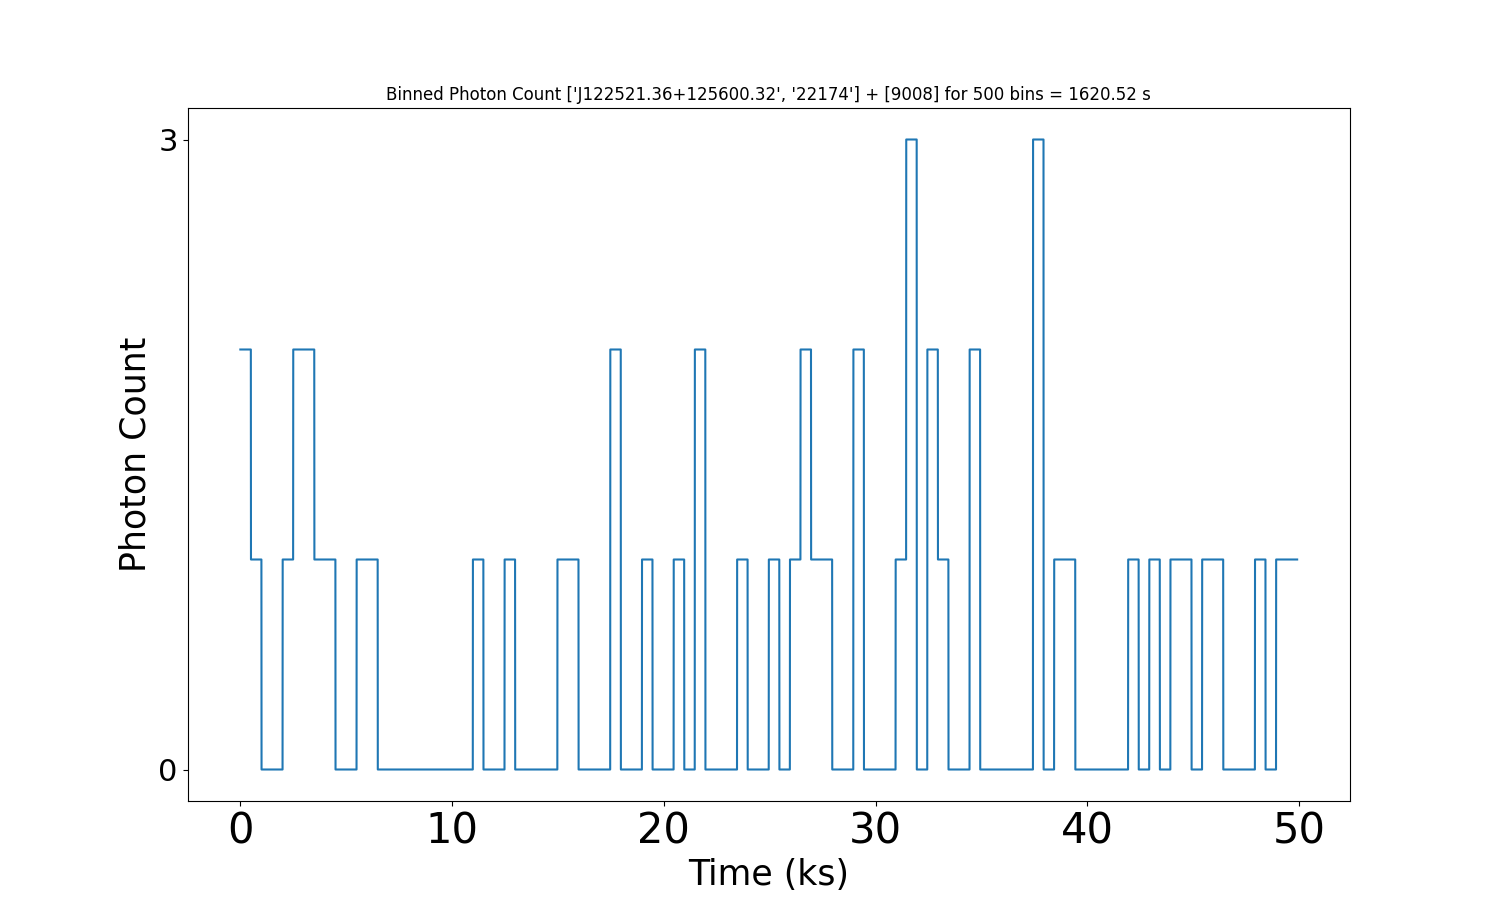 Binned Photon Count ['J122521.36+125600.32', '22174'] + [9008] for 500 bins = 1620.52 s
3
Photon Count
0
0 10 20 30 40 50
Time (ks)